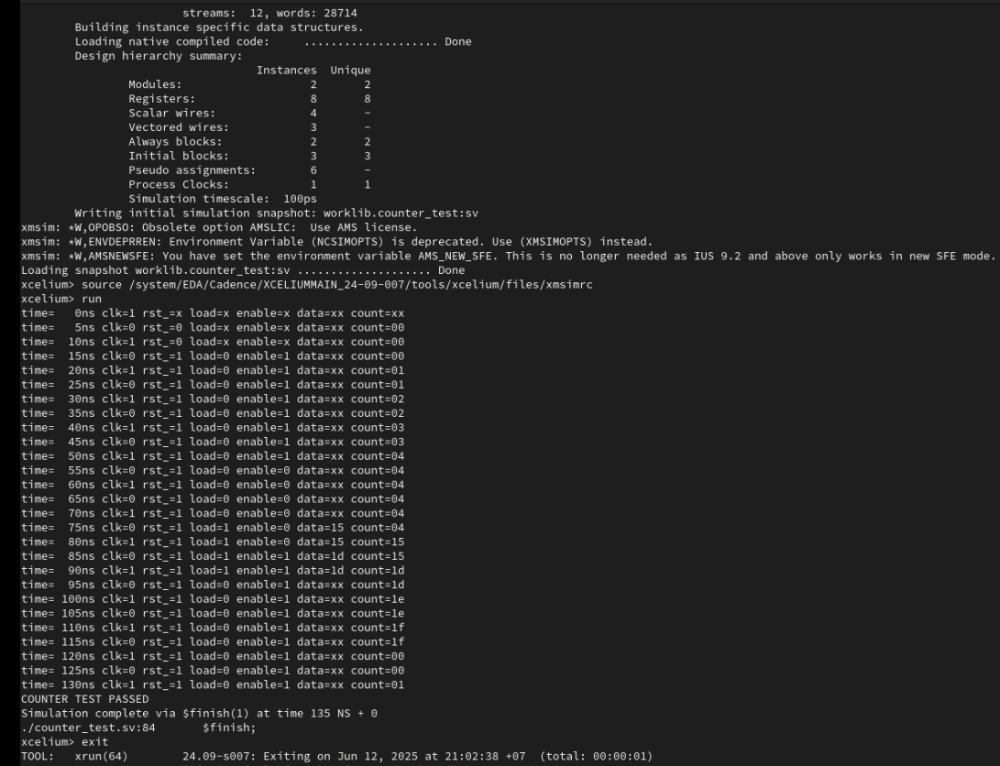 streams:  12, words: 28714
Building instance specific data structures.
Loading native compiled code:     .................... Done
Design hierarchy summary:
Instances  Unique
Modules:                   2       2
Registers:                 8       8
Scalar wires:              4       -
Vectored wires:            3       -
Always blocks:             2       2
Initial blocks:            3       3
Pseudo assignments:        6       -
Process Clocks:            1       1
Simulation timescale:  100ps
Writing initial simulation snapshot: worklib.counter_test:sv
xmsim: *W,OPOBSO: Obsolete option AMSLIC:  Use AMS license.
xmsim: *W,ENVDEPRREN: Environment Variable (NCSIMOPTS) is deprecated. Use (XMSIMOPTS) instead.
xmsim: *W,AMSNEWSFE: You have set the environment variable AMS_NEW_SFE. This is no longer needed as IUS 9.2 and above only works in new SFE mode.
Loading snapshot worklib.counter_test:sv .................... Done
xcelium> source /system/EDA/Cadence/XCELIUMMAIN_24-09-007/tools/xcelium/files/xmsimrc
xcelium> run
time=   0ns clk=1 rst_=x load=x enable=x data=xx count=xx
time=   5ns clk=0 rst_=0 load=x enable=x data=xx count=00
time=  10ns clk=1 rst_=0 load=x enable=x data=xx count=00
time=  15ns clk=0 rst_=1 load=0 enable=1 data=xx count=00
time=  20ns clk=1 rst_=1 load=0 enable=1 data=xx count=01
time=  25ns clk=0 rst_=1 load=0 enable=1 data=xx count=01
time=  30ns clk=1 rst_=1 load=0 enable=1 data=xx count=02
time=  35ns clk=0 rst_=1 load=0 enable=1 data=xx count=02
time=  40ns clk=1 rst_=1 load=0 enable=1 data=xx count=03
time=  45ns clk=0 rst_=1 load=0 enable=1 data=xx count=03
time=  50ns clk=1 rst_=1 load=0 enable=1 data=xx count=04
time=  55ns clk=0 rst_=1 load=0 enable=0 data=xx count=04
time=  60ns clk=1 rst_=1 load=0 enable=0 data=xx count=04
time=  65ns clk=0 rst_=1 load=0 enable=0 data=xx count=04
time=  70ns clk=1 rst_=1 load=0 enable=0 data=xx count=04
time=  75ns clk=0 rst_=1 load=1 enable=0 data=15 count=04
time=  80ns clk=1 rst_=1 load=1 enable=0 data=15 count=15
time=  85ns clk=0 rst_=1 load=1 enable=1 data=1d count=15
time=  90ns clk=1 rst_=1 load=1 enable=1 data=1d count=1d
time=  95ns clk=0 rst_=1 load=0 enable=1 data=xx count=1d
time= 100ns clk=1 rst_=1 load=0 enable=1 data=xx count=1e
time= 105ns clk=0 rst_=1 load=0 enable=1 data=xx count=1e
time= 110ns clk=1 rst_=1 load=0 enable=1 data=xx count=1f
time= 115ns clk=0 rst_=1 load=0 enable=1 data=xx count=1f
time= 120ns clk=1 rst_=1 load=0 enable=1 data=xx count=00
time= 125ns clk=0 rst_=1 load=0 enable=1 data=xx count=00
time= 130ns clk=1 rst_=1 load=0 enable=1 data=xx count=01
COUNTER TEST PASSED
Simulation complete via $finish(1) at time 135 NS + 0
./counter_test.sv:84       $finish;
xcelium> exit
TOOL:   xrun(64)        24.09-s007: Exiting on Jun 12, 2025 at 21:02:38 +07  (total: 00:00:01)